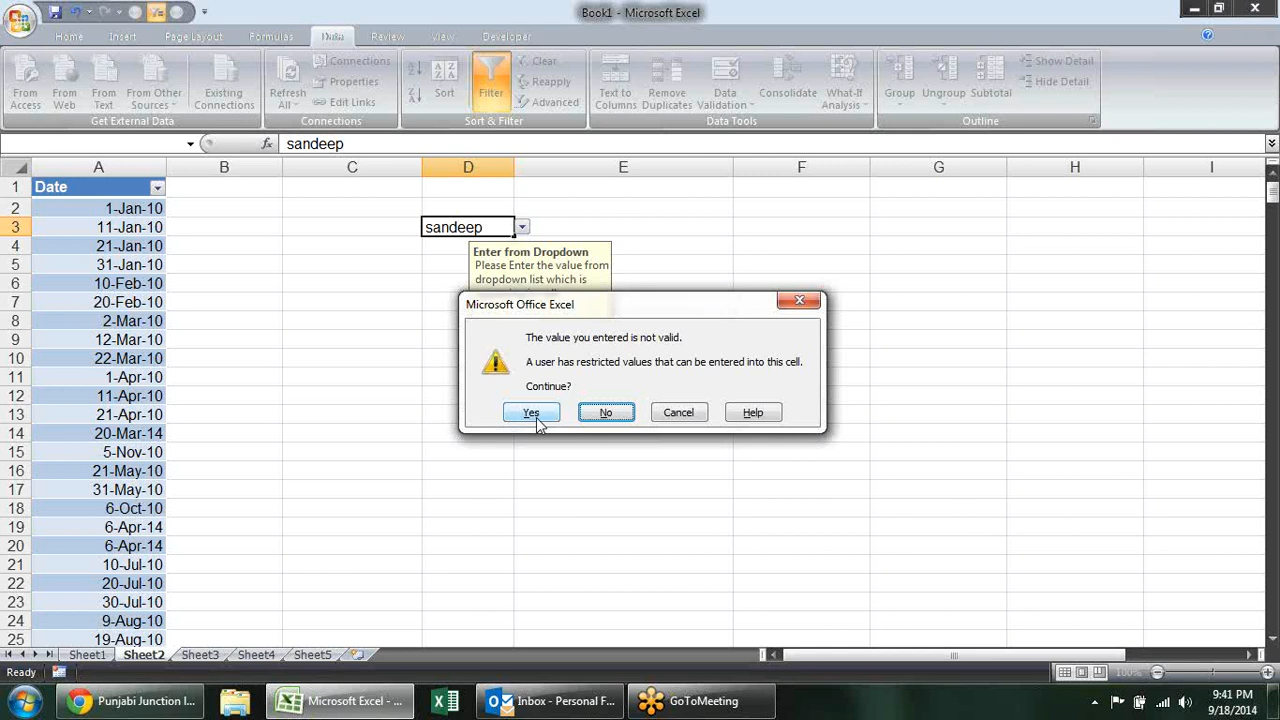 Book1 - Microsoft Excel
Home Insert Page Layout Formulas Data Review View Developer
From Access
From Web
From Text
From Other Sources
Existing Connections
Get External Data
Refresh All
Connections
Properties
Edit Links
Connections
Sort
Filter
Clear
Reapply
Advanced
Sort & Filter
Text to Columns
Remove Duplicates
Data Validation
Consolidate
What-If Analysis
Data Tools
Group
Ungroup
Subtotal
Show Detail
Hide Detail
Outline
fx sandeep
A B C D E F G H I
1 Date
2 1-Jan-10
3 11-Jan-10 sandeep
4 21-Jan-10
5 31-Jan-10
6 10-Feb-10
7 20-Feb-10
8 2-Mar-10
9 12-Mar-10
10 22-Mar-10
11 1-Apr-10
12 11-Apr-10
13 21-Apr-10
14 20-Mar-14
15 5-Nov-10
16 21-May-10
17 31-May-10
18 6-Oct-10
19 6-Apr-14
20 6-Apr-14
21 10-Jul-10
22 20-Jul-10
23 30-Jul-10
24 9-Aug-10
25 19-Aug-10
Enter from Dropdown
Please Enter the value from
dropdown list which is
Microsoft Office Excel
The value you entered is not valid.
A user has restricted values that can be entered into this cell.
Continue?
Yes No Cancel Help
Sheet1 Sheet2 Sheet3 Sheet4 Sheet5
Ready 100%
Punjabi Junction I... Microsoft Excel - ... Inbox - Personal F... GoToMeeting
9:41 PM
9/18/2014